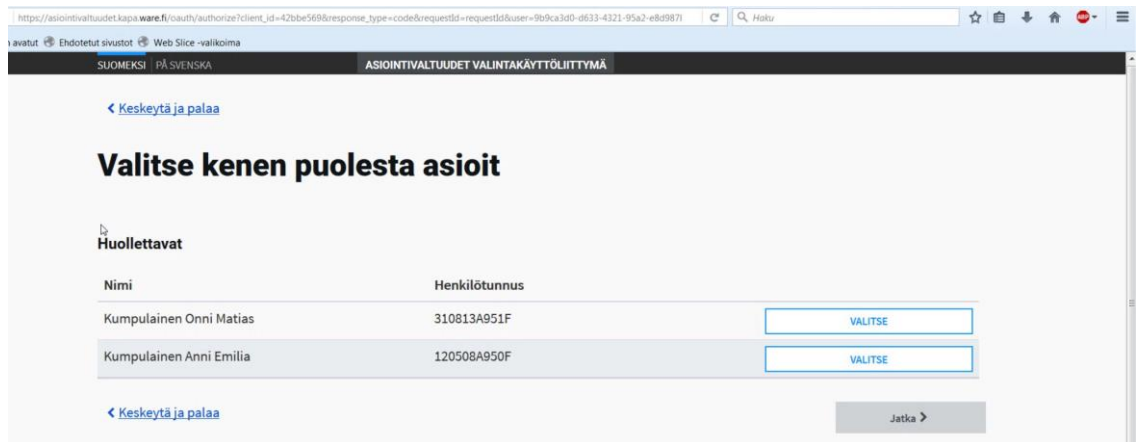 https://asiointivaltuudet.kapa.ware.fi/oauth/authorize?client_id=42bbe569&response_type=code&requestId=requestId&user=9b9ca3d0-d633-4321-95a2-e8d987l
Haku
ABP
n avatut Ehdotetut sivustot Web Slice -valikoima
SUOMEKSI PÅ SVENSKA ASIOINTIVALTUUDET VALINTAKÄYTTÖLIITTYMÄ
Keskeytä ja palaa
Valitse kenen puolesta asioit
Huollettavat
Nimi Henkilötunnus
Kumpulainen Onni Matias 310813A951F VALITSE
Kumpulainen Anni Emilia 120508A950F VALITSE
Keskeytä ja palaa Jatka